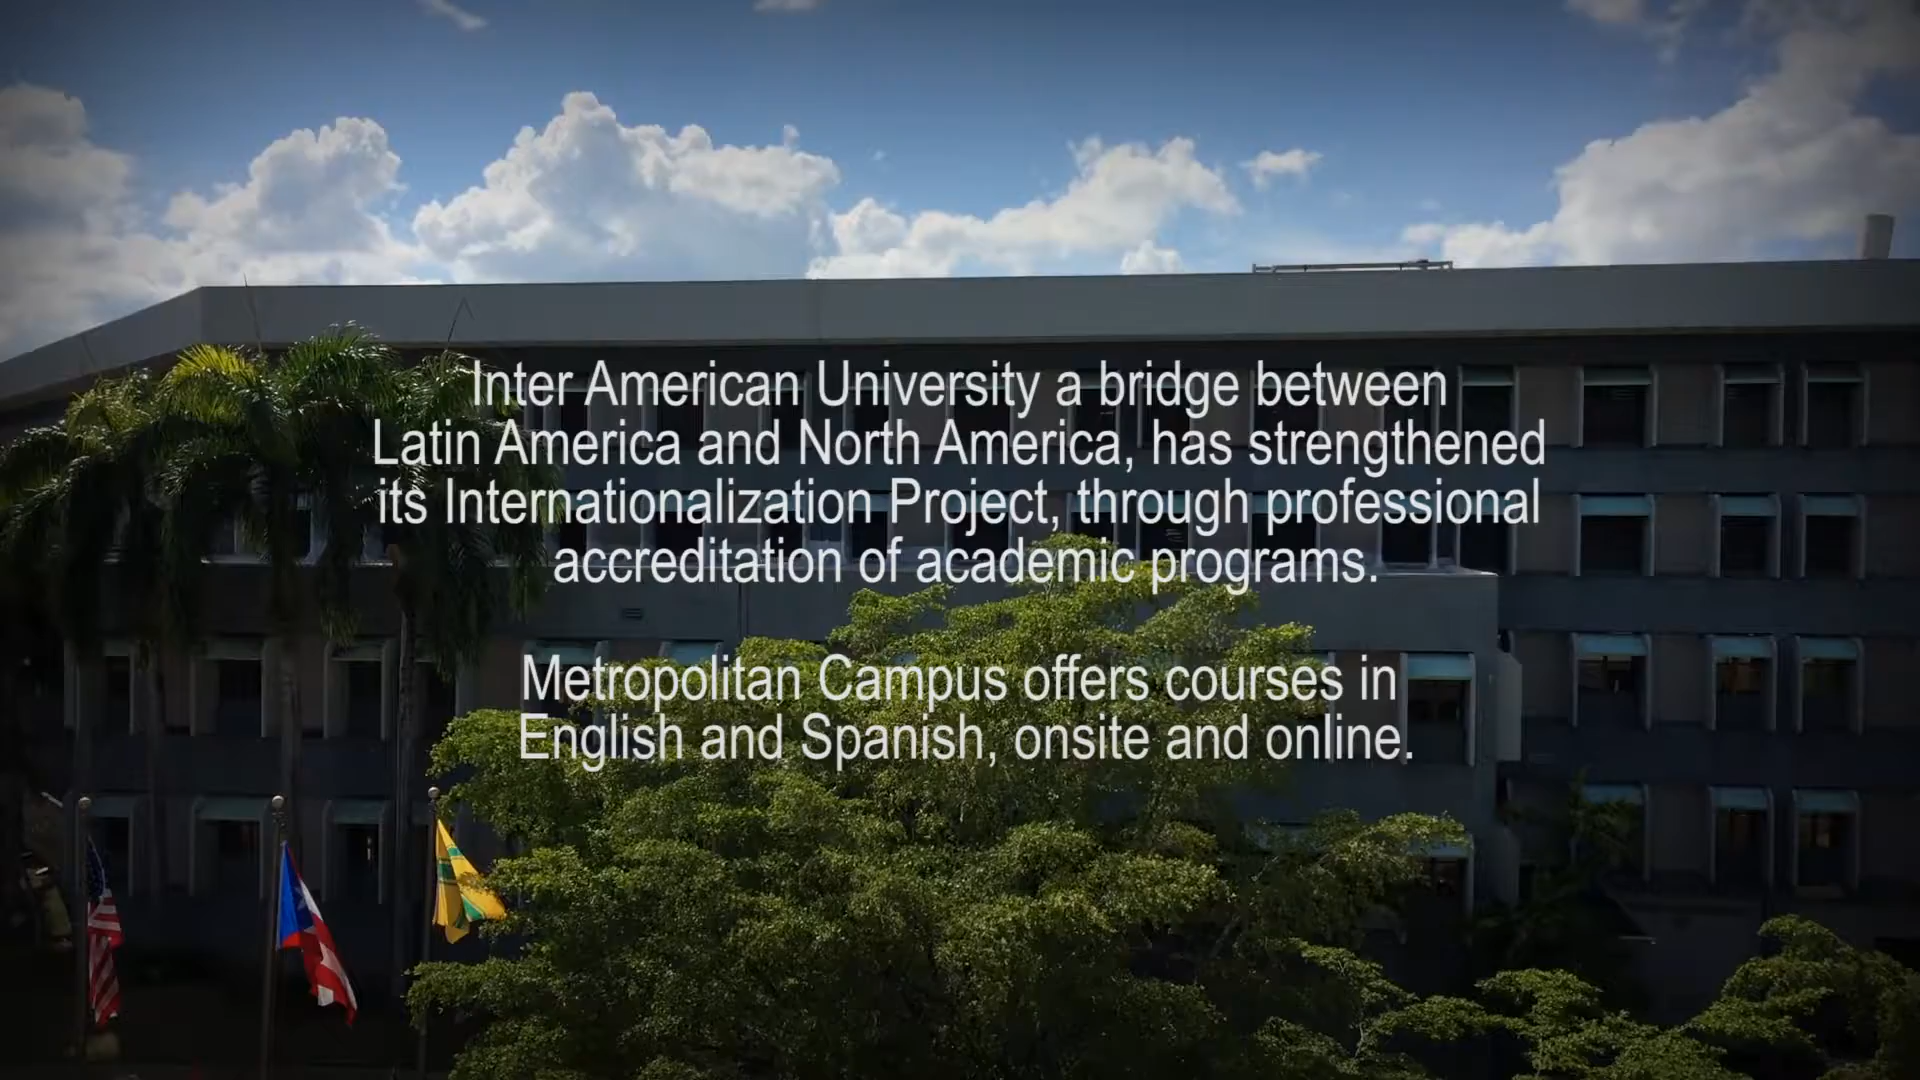 Inter American University a bridge between
Latin America and North America, has strengthened
its Internationalization Project, through professional
accreditation of academic programs.
Metropolitan Campus offers courses in
English and Spanish, onsite and online.